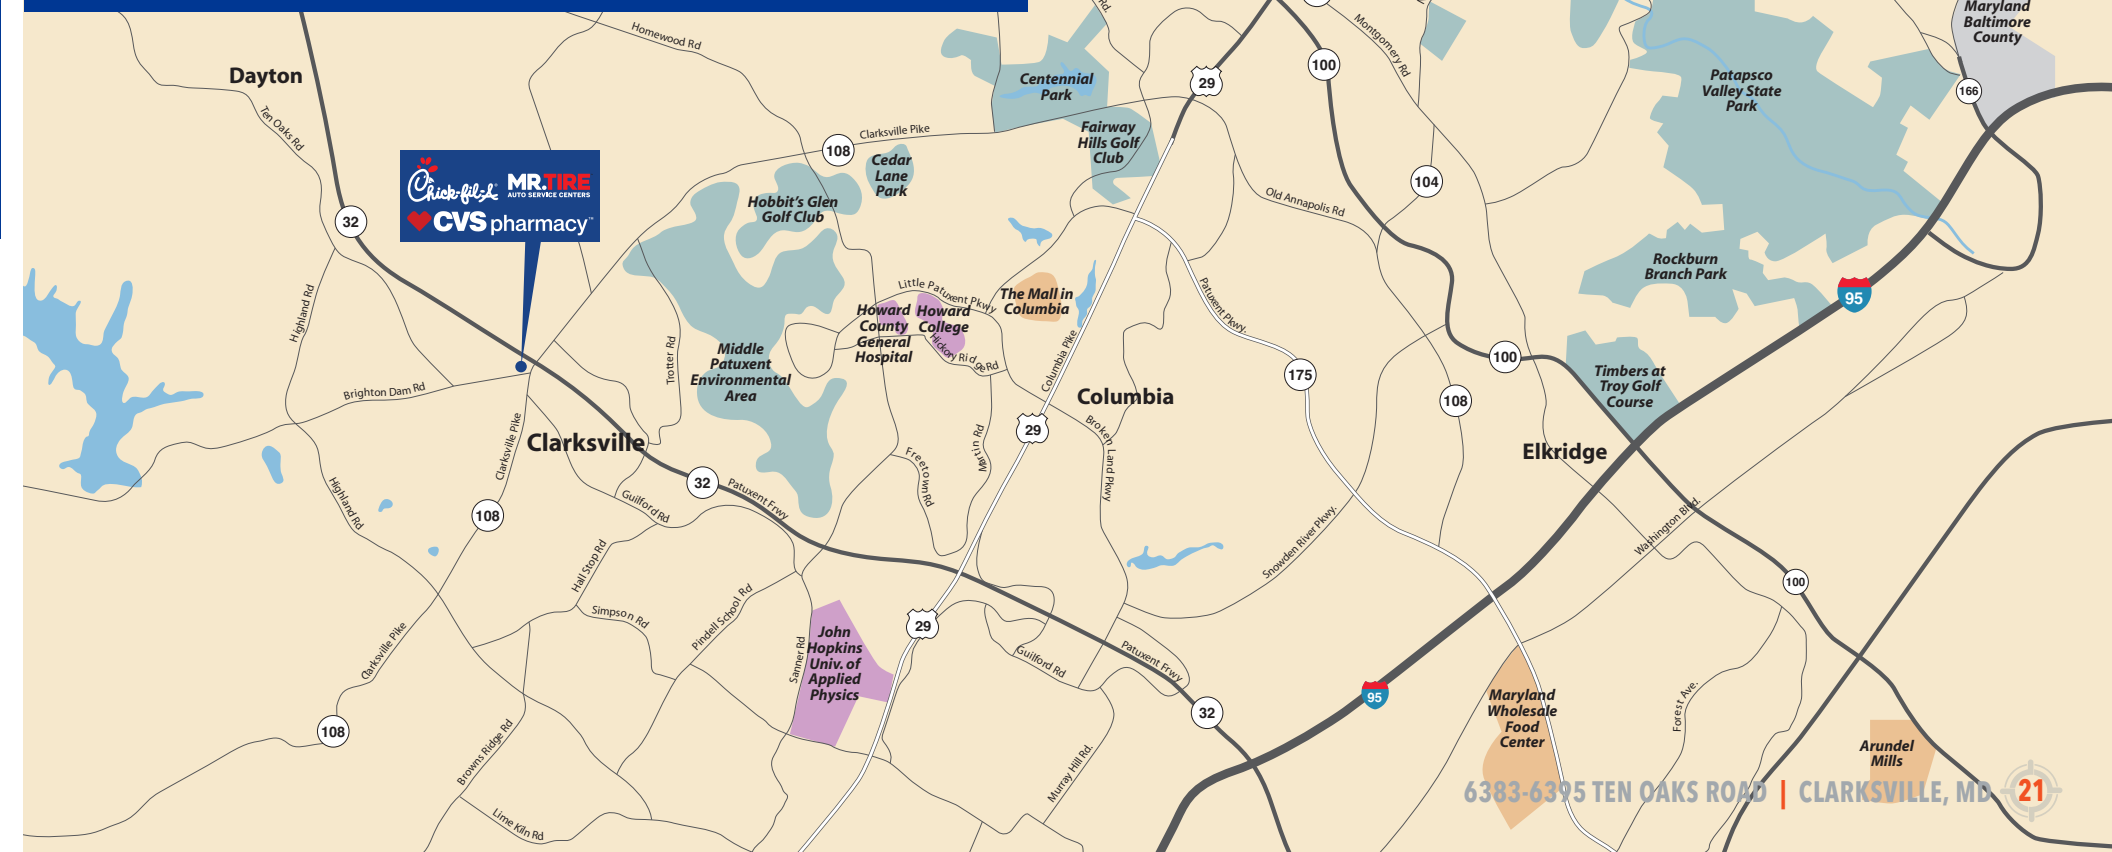 Maryland
Baltimore
County
Rd.
Homewood Rd
Montgomery Rd
29
100
166
Dayton
Centennial
Park
Patapsco
Valley State
Park
Ten Oaks Rd
Clarksville Pike
108
Fairway
Hills Golf
Club
Cedar
Lane
Park
104
Chick-fil-A
MR.TIRE
AUTO SERVICE CENTERS
CVS pharmacy™
32
Hobbit's Glen
Golf Club
Old Annapolis Rd
Rockburn
Branch Park
95
Highland Rd
Little Patuxent Pkwy
The Mall in
Columbia
Patuxent Pkwy.
Howard
County
General
Hospital
Howard
College
Hickory Ridge Rd
Columbia Pike
Trotter Rd
Middle
Patuxent
Environmental
Area
100
175
Timbers at
Troy Golf
Course
Brighton Dam Rd
Columbia
108
29
Broken Land Pkwy
Clarksville Pike
Clarksville
Martin Rd
Freetown Rd
Elkridge
32
Patuxent Frwy
Guilford Rd
Highland Rd
108
Snowden River Pkwy.
Washington Blvd.
Hall Stop Rd
100
Simpson Rd
Pindell School Rd
29
Clarksville Pike
Sanner Rd
John
Hopkins
Univ. of
Applied
Physics
Guilford Rd
Patuxent Frwy
95
32
Maryland
Wholesale
Food
Center
Forest Ave.
108
Browns Ridge Rd
Murray Hill Rd.
Arundel
Mills
Lime Kiln Rd
6383-6395 TEN OAKS ROAD | CLARKSVILLE, MD 21